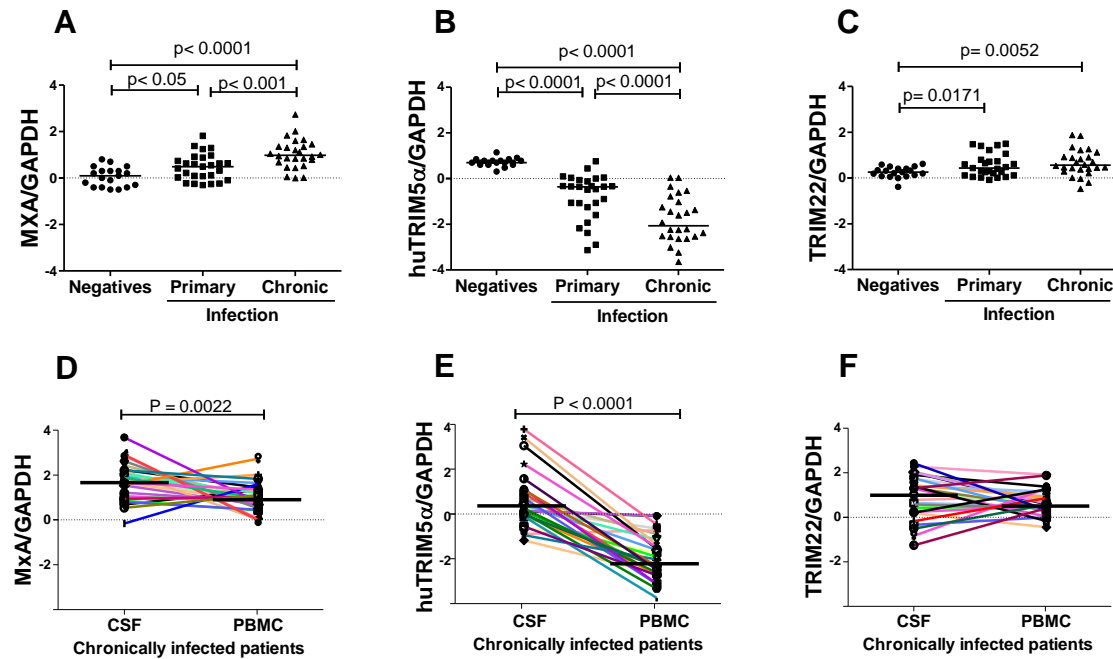 A
p< 0.0001
p< 0.05
p< 0.001
MXA/GAPDH
4
2
0
-2
-4
Negatives Primary Chronic
Infection
B
p< 0.0001
p< 0.0001 p< 0.0001
huTRIM5α/GAPDH
4
2
0
-2
-4
Negatives Primary Chronic
Infection
C
p= 0.0052
p= 0.0171
TRIM22/GAPDH
4
2
0
-2
-4
Negatives Primary Chronic
Infection
D
P = 0.0022
MxA/GAPDH
4
2
0
-2
CSF PBMC
Chronically infected patients
E
P < 0.0001
huTRIM5α/GAPDH
4
2
0
-2
CSF PBMC
Chronically infected patients
F
TRIM22/GAPDH
4
2
0
-2
CSF PBMC
Chronically infected patients